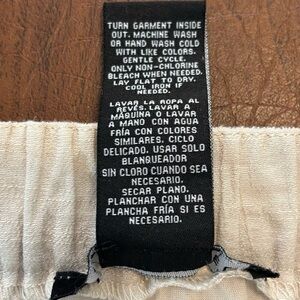 TURN GARMENT INSIDE
OUT. MACHINE WASH
OR HAND WASH COLD
WITH LIKE COLORS.
GENTLE CYCLE.
ONLY NON-CHLORINE
BLEACH WHEN NEEDED.
LAY FLAT TO DRY.
COOL IRON IF
NEEDED.
LAVAR LA ROPA AL
REVÉS. LAVAR A
MÁQUINA O LAVAR
A MANO CON AGUA
FRÍA CON COLORES
SIMILARES. CICLO
DELICADO. USAR SOLO
BLANQUEADOR
SIN CLORO CUANDO SEA
NECESARIO.
SECAR PLANO.
PLANCHAR CON UNA
PLANCHA FRÍA SI ES
NECESARIO.